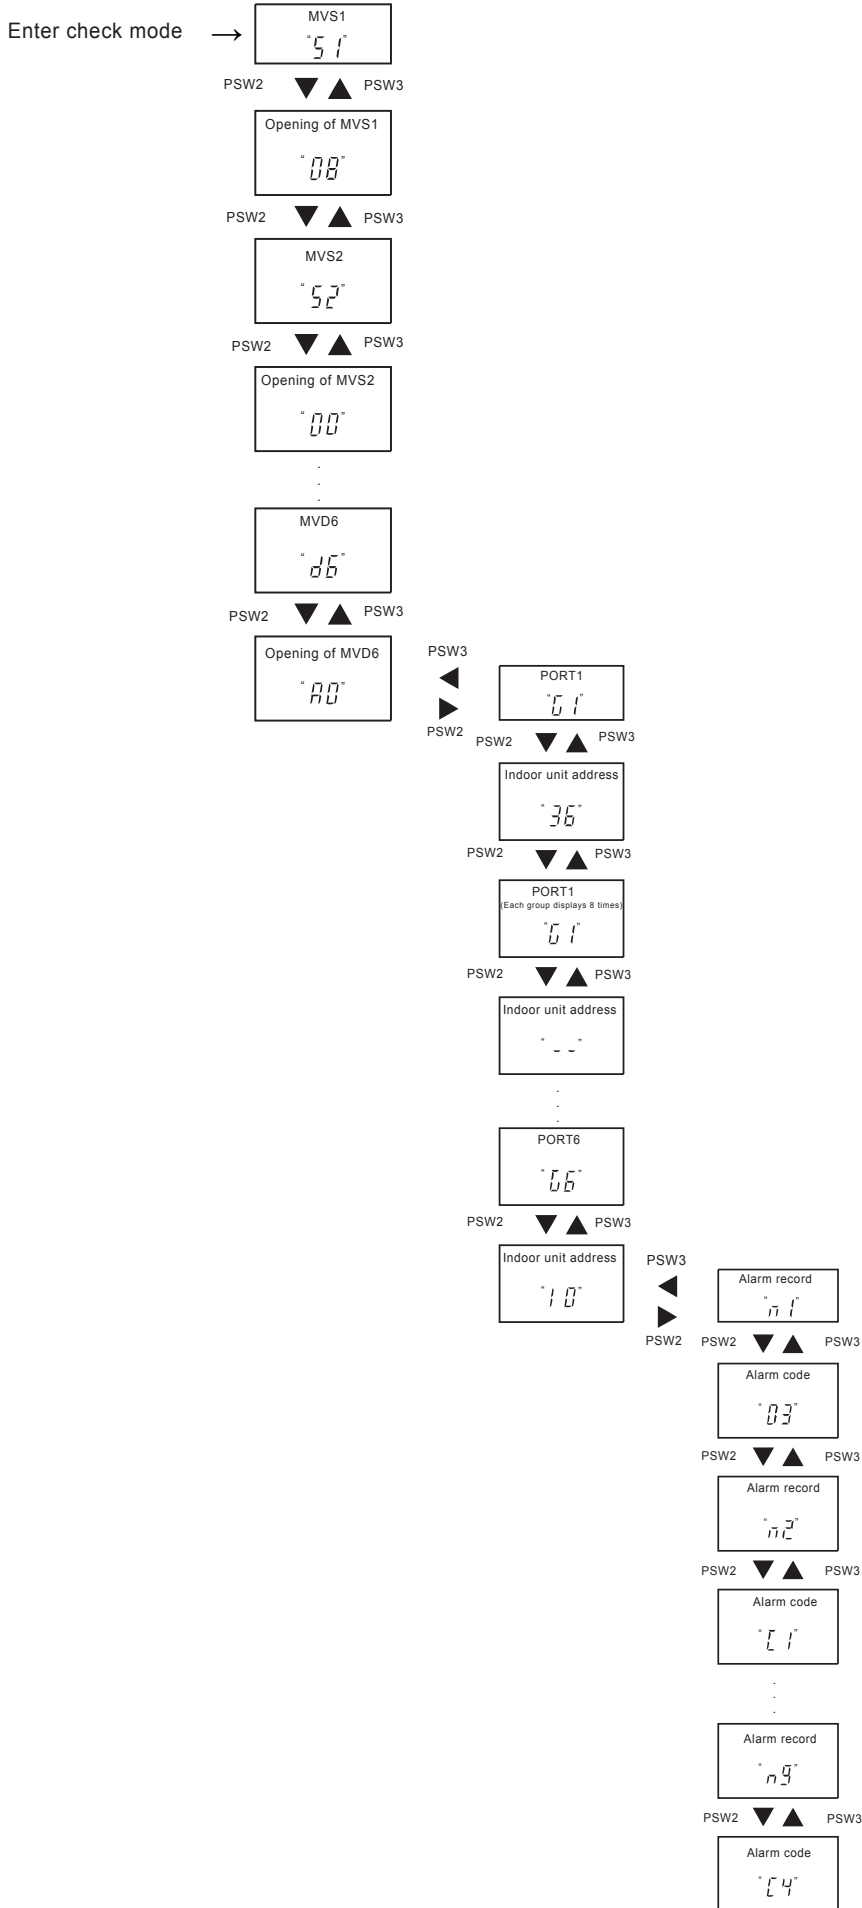 MVS1
Enter check mode →
"S1"
PSW2 ▼ ▲ PSW3
Opening of MVS1
"08"
PSW2 ▼ ▲ PSW3
MVS2
"S2"
PSW2 ▼ ▲ PSW3
Opening of MVS2
"00"
.
.
.
MVD6
"d6"
PSW2 ▼ ▲ PSW3
Opening of MVD6
"A0"
PSW3
◀
▶
PSW2
PORT1
"G1"
PSW2 ▼ ▲ PSW3
Indoor unit address
"36"
PSW2 ▼ ▲ PSW3
PORT1
(Each group displays 8 times)
"G1"
PSW2 ▼ ▲ PSW3
Indoor unit address
"--"
.
.
.
PORT6
"G6"
PSW2 ▼ ▲ PSW3
Indoor unit address
"10"
PSW3
◀
▶
PSW2
Alarm record
"n1"
PSW2 ▼ ▲ PSW3
Alarm code
"03"
PSW2 ▼ ▲ PSW3
Alarm record
"n2"
PSW2 ▼ ▲ PSW3
Alarm code
"C1"
.
.
.
Alarm record
"n9"
PSW2 ▼ ▲ PSW3
Alarm code
"C4"